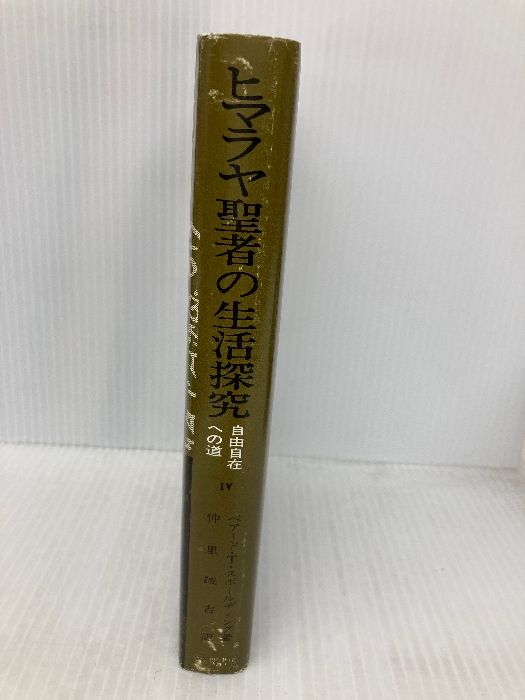 ヒマラヤ聖者の生活探究
自由自在
への道
IV
ベアード・T・スポールディング著
仲里誠吉訳